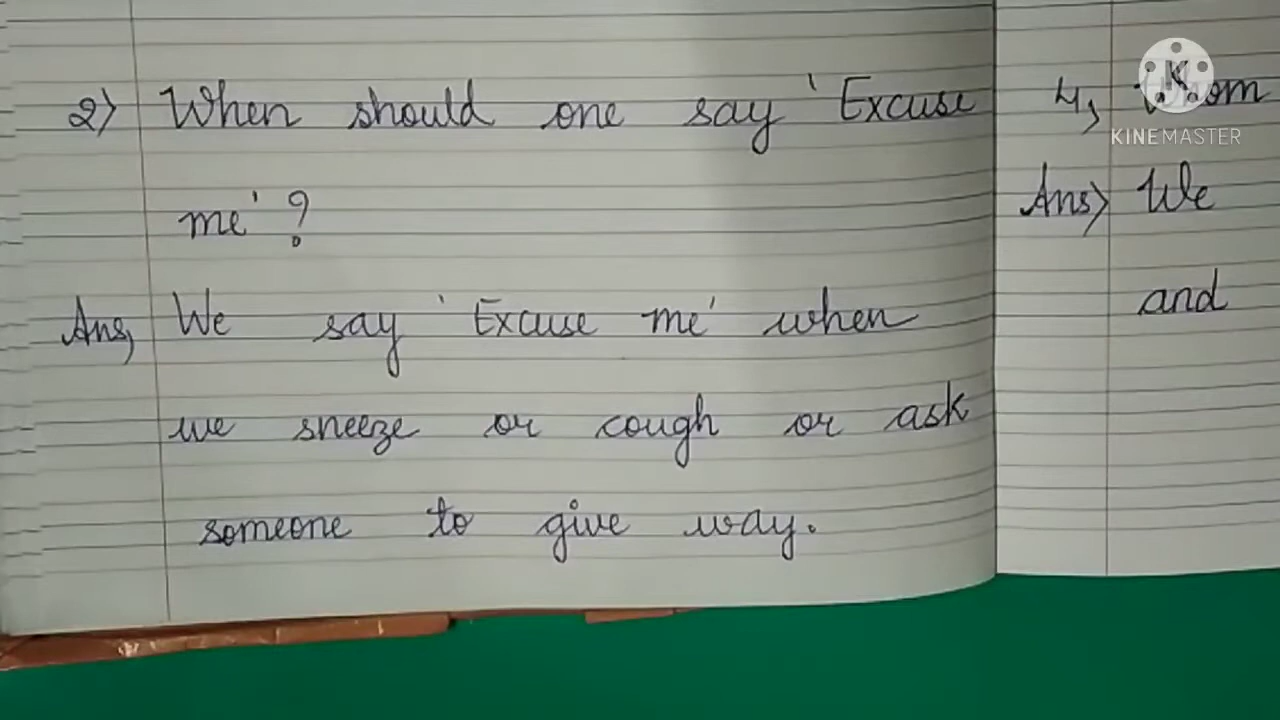 2) When should one say 'Excuse
me' ?
Ans, We say 'Excuse me' when
we sneeze or cough or ask
someone to give way.
4, Whom
Ans) We
and
K
KINEMASTER